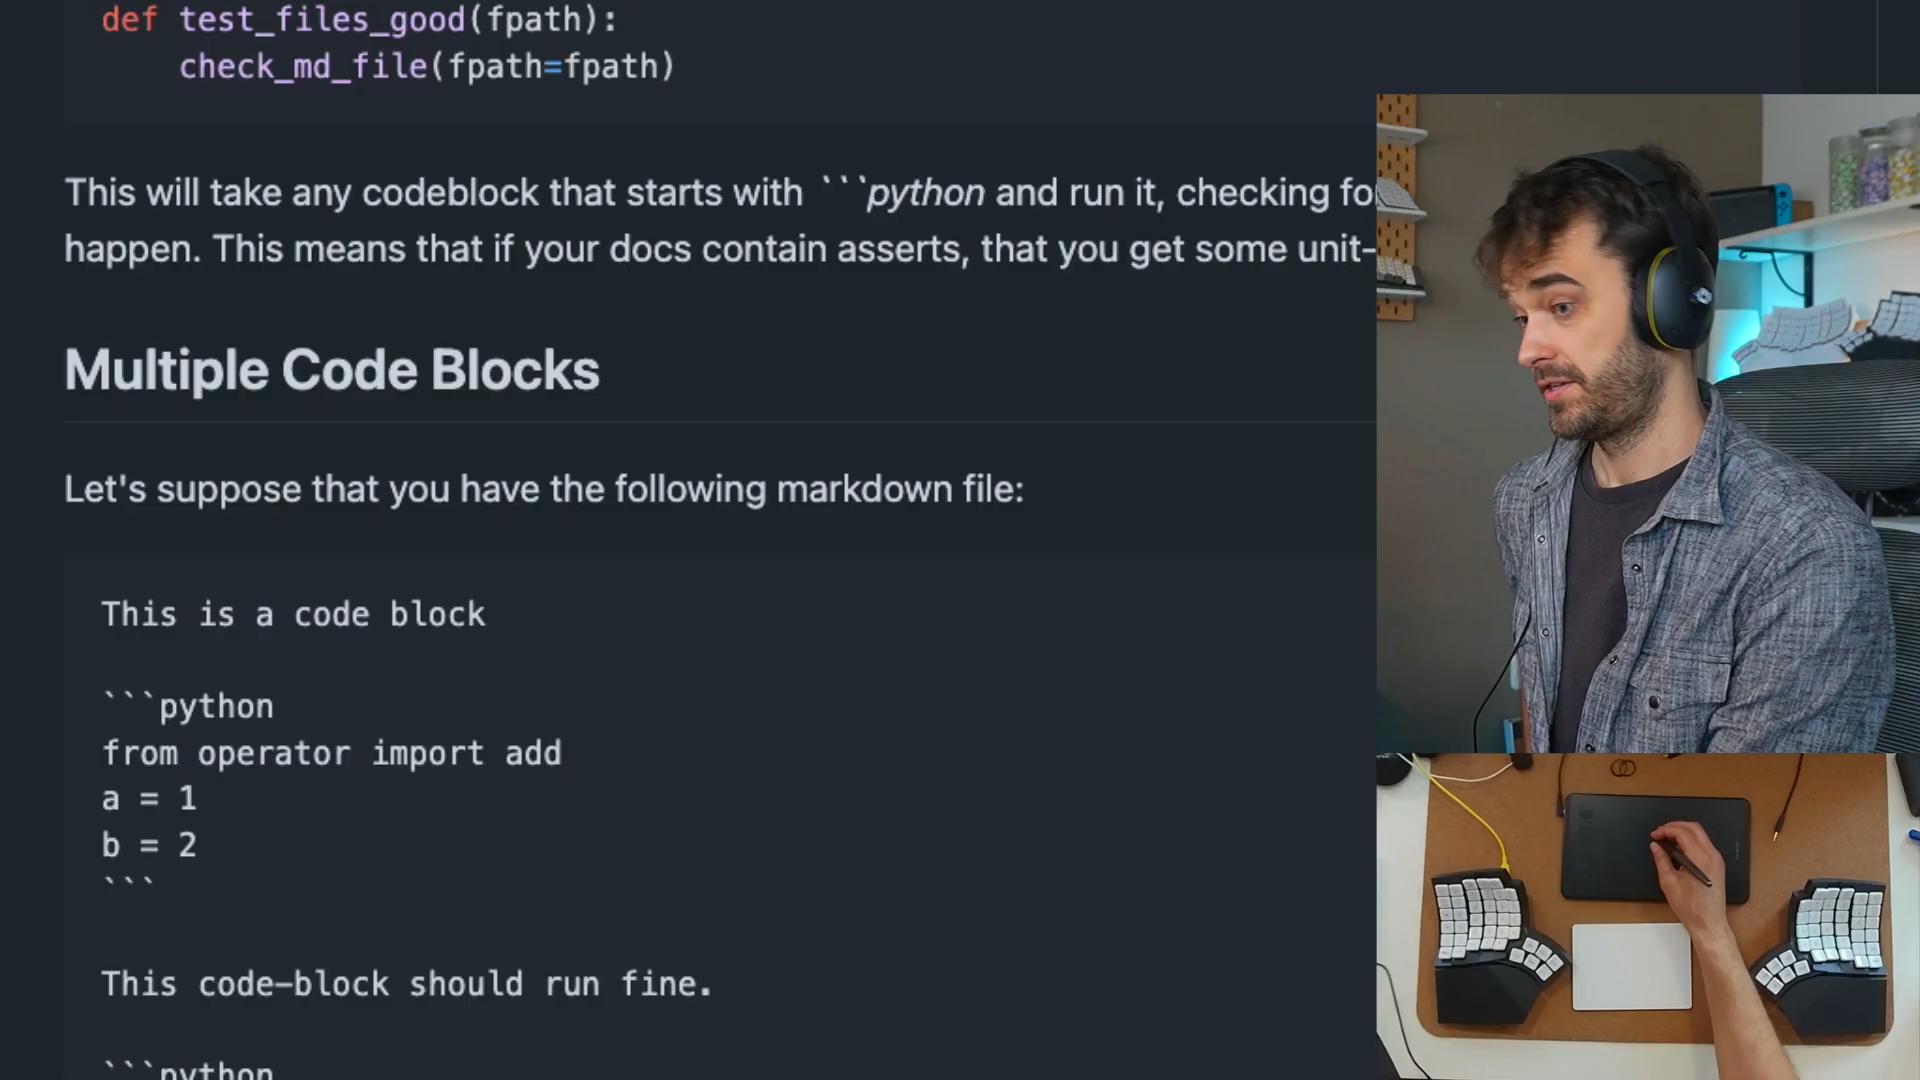 def test_files_good(fpath):
    check_md_file(fpath=fpath)
This will take any codeblock that starts with ```python and run it, checking fo
happen. This means that if your docs contain asserts, that you get some unit-
Multiple Code Blocks
Let's suppose that you have the following markdown file:
This is a code block
```python
from operator import add
a = 1
b = 2
```
This code-block should run fine.
```python